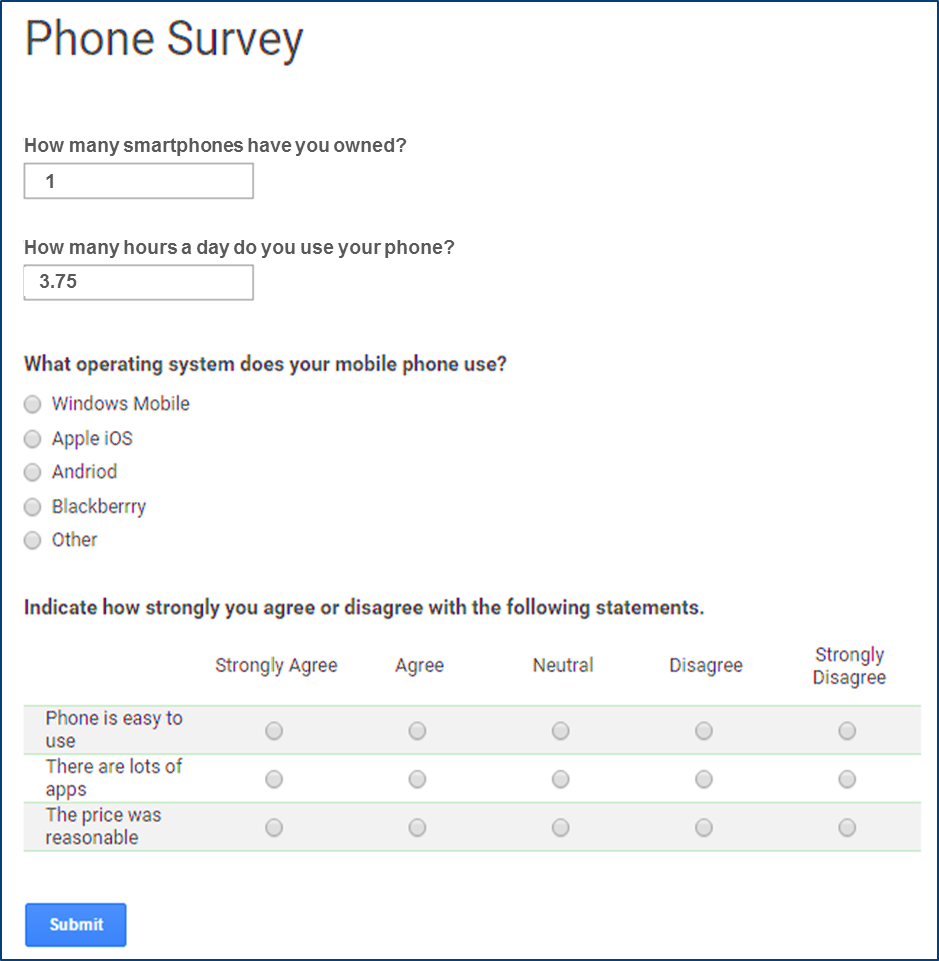 Phone Survey
How many smartphones have you owned?
1
How many hours a day do you use your phone?
3.75
What operating system does your mobile phone use?
Windows Mobile
Apple iOS
Andriod
Blackberrry
Other
Indicate how strongly you agree or disagree with the following statements.
Strongly Agree Agree Neutral Disagree Strongly
Disagree
Phone is easy to
use
There are lots of
apps
The price was
reasonable
Submit